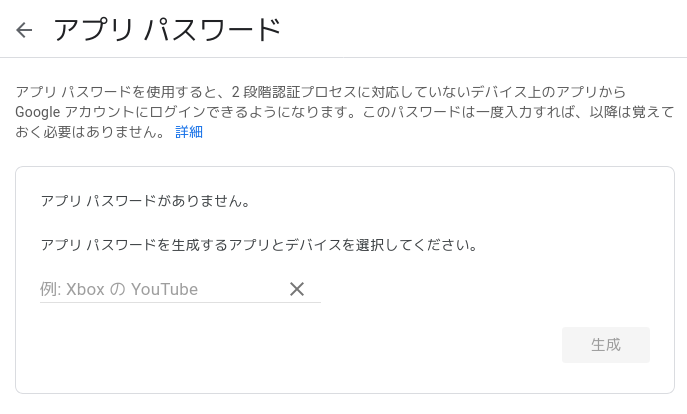 アプリ パスワード
アプリ パスワードを使用すると、2 段階認証プロセスに対応していないデバイス上のアプリから
Google アカウントにログインできるようになります。このパスワードは一度入力すれば、以降は覚えて
おく必要はありません。 詳細
アプリ パスワードがありません。
アプリ パスワードを生成するアプリとデバイスを選択してください。
例: Xbox の YouTube
生成